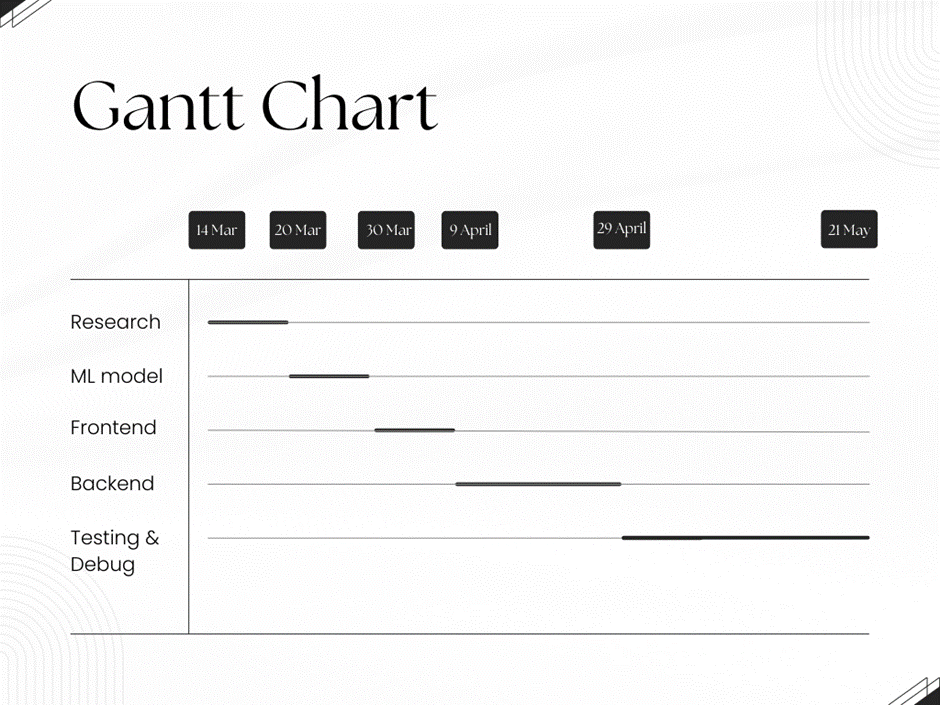 Gantt Chart
14 Mar 20 Mar 30 Mar 9 April 29 April 21 May
Research
ML model
Frontend
Backend
Testing &
Debug